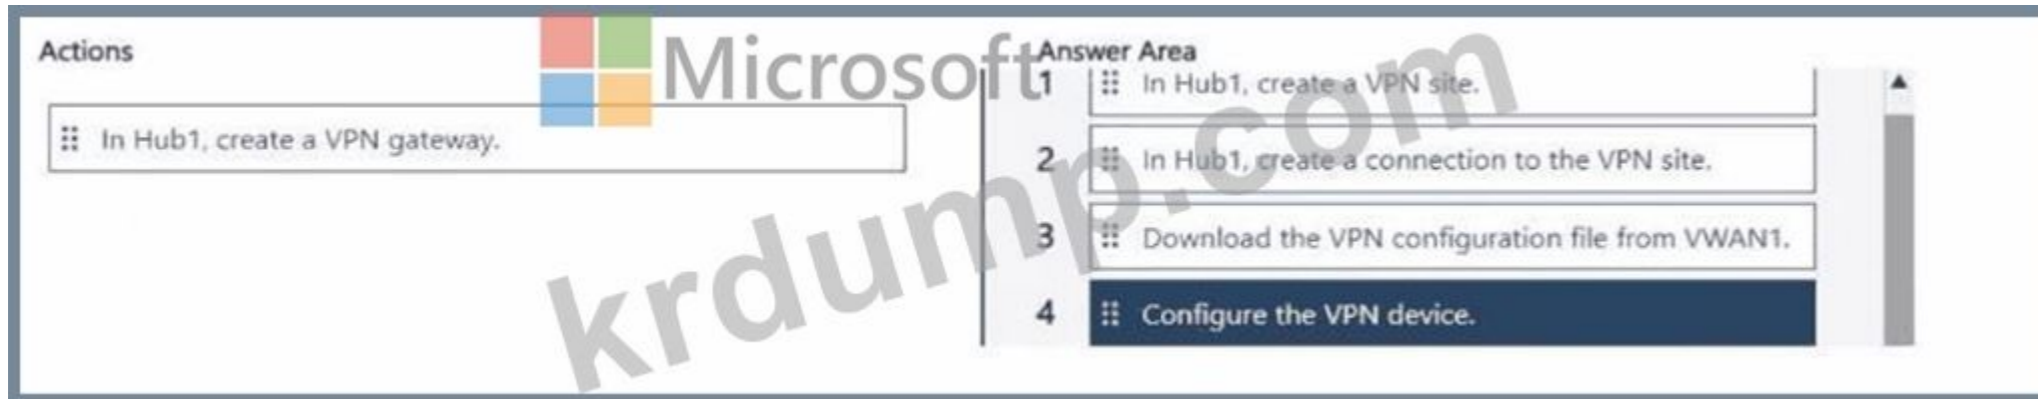 Actions
Microsoft
Answer Area
In Hub1, create a VPN gateway.
1 In Hub1, create a VPN site.
2 In Hub1, create a connection to the VPN site.
3 Download the VPN configuration file from VWAN1.
4 Configure the VPN device.
krdump.com